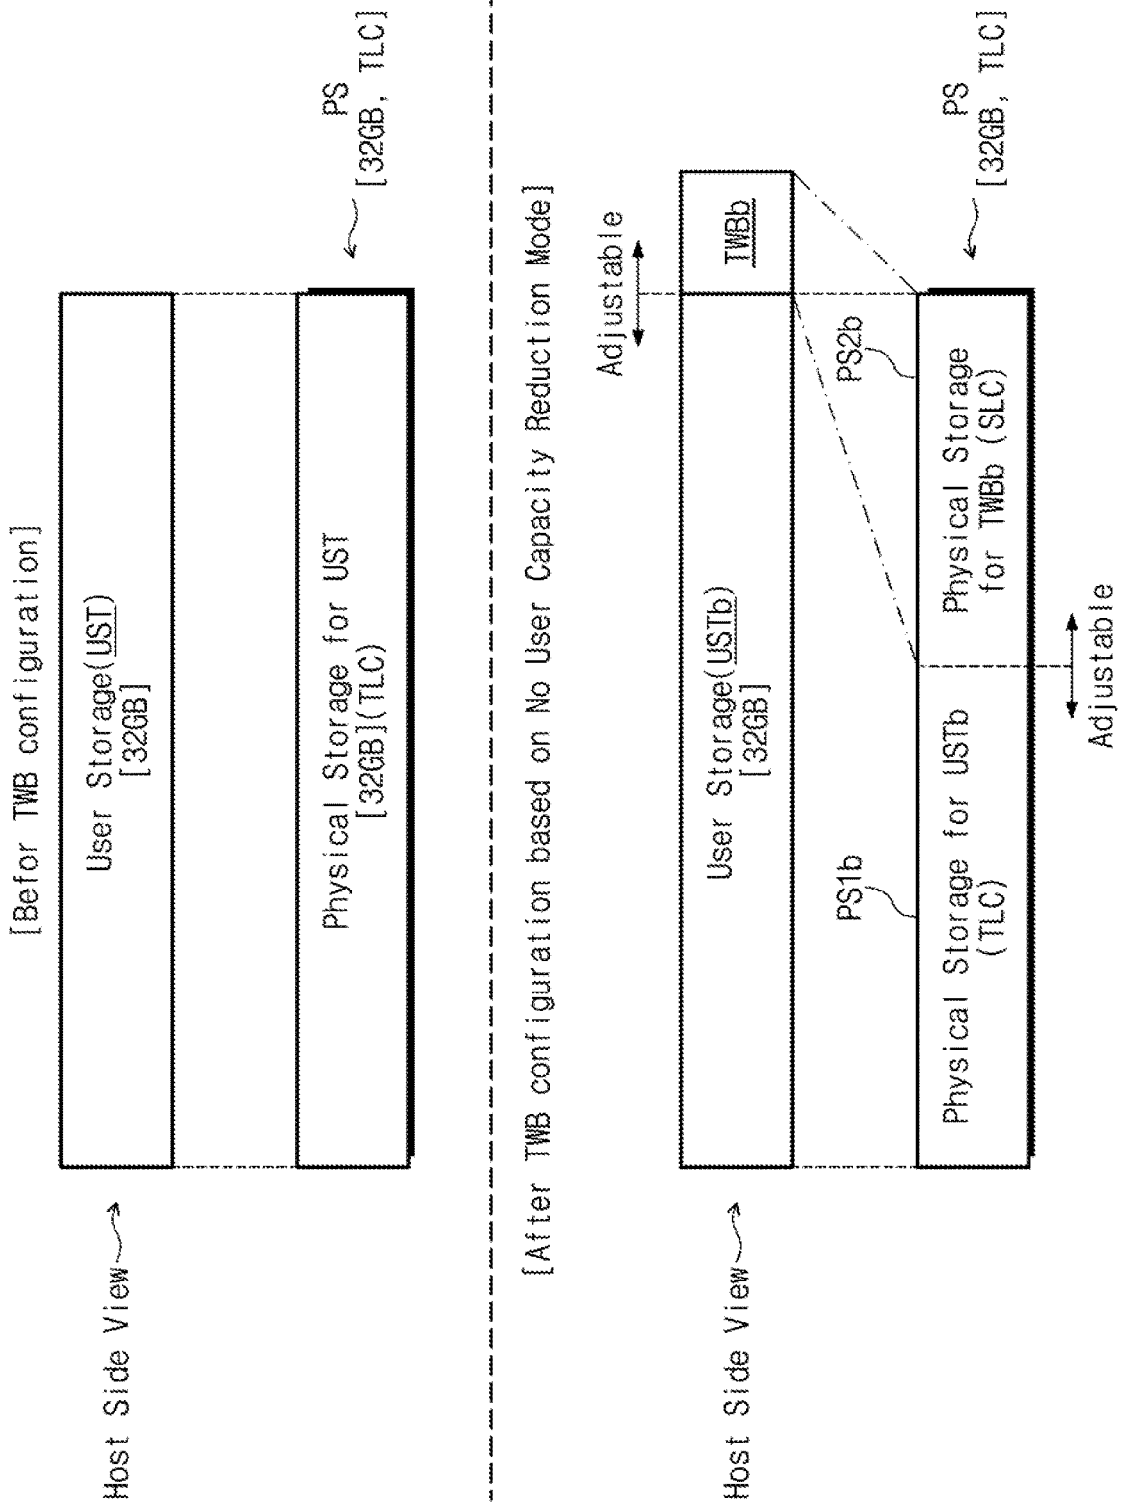 [Befor TWB configuration]
Host Side View
User Storage(UST)
[32GB]
Physical Storage for UST
[32GB](TLC)
PS
[32GB, TLC]
[After TWB configuration based on No User Capacity Reduction Mode]
Adjustable
Host Side View
User Storage(USTb)
[32GB]
TWBb
PS1b
PS2b
Physical Storage for USTb
(TLC)
Physical Storage
for TWBb (SLC)
PS
[32GB, TLC]
Adjustable